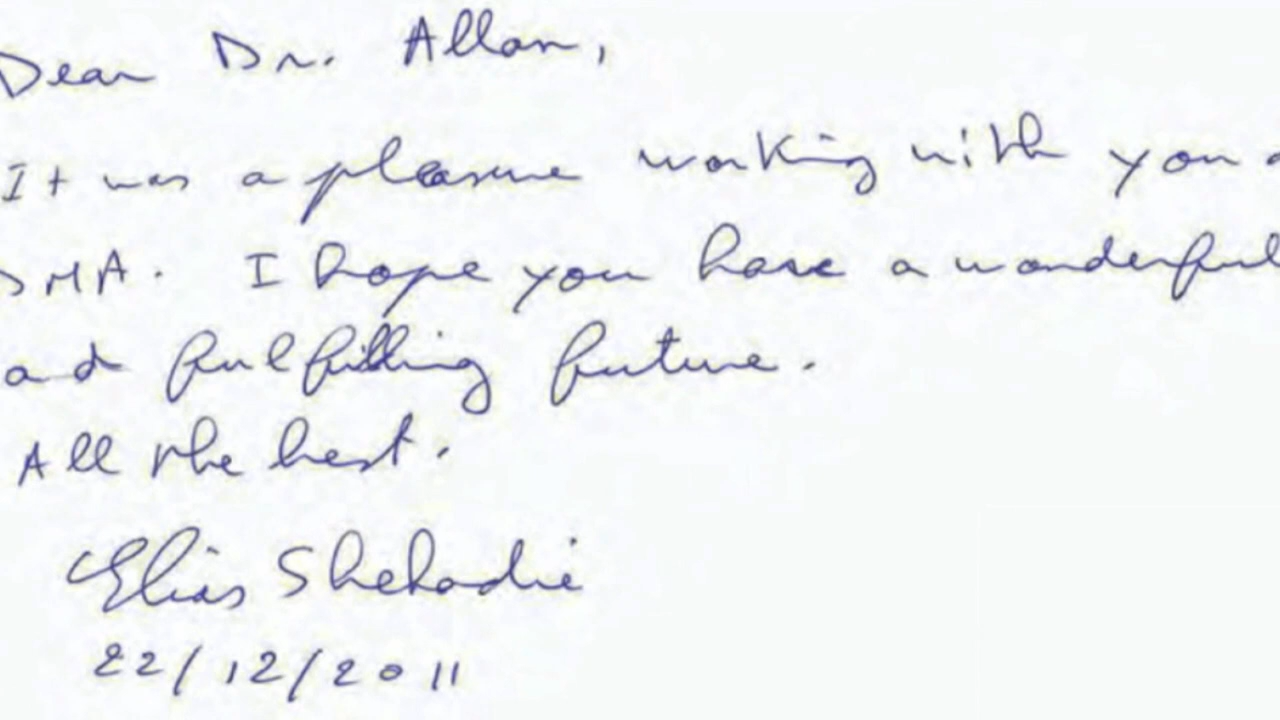 Dear Dr. Allan,
It was a pleasure working with you
SMA. I hope you have a wonderful
and fulfilling future.
All the best.
Elias Shehadie
22/12/2011